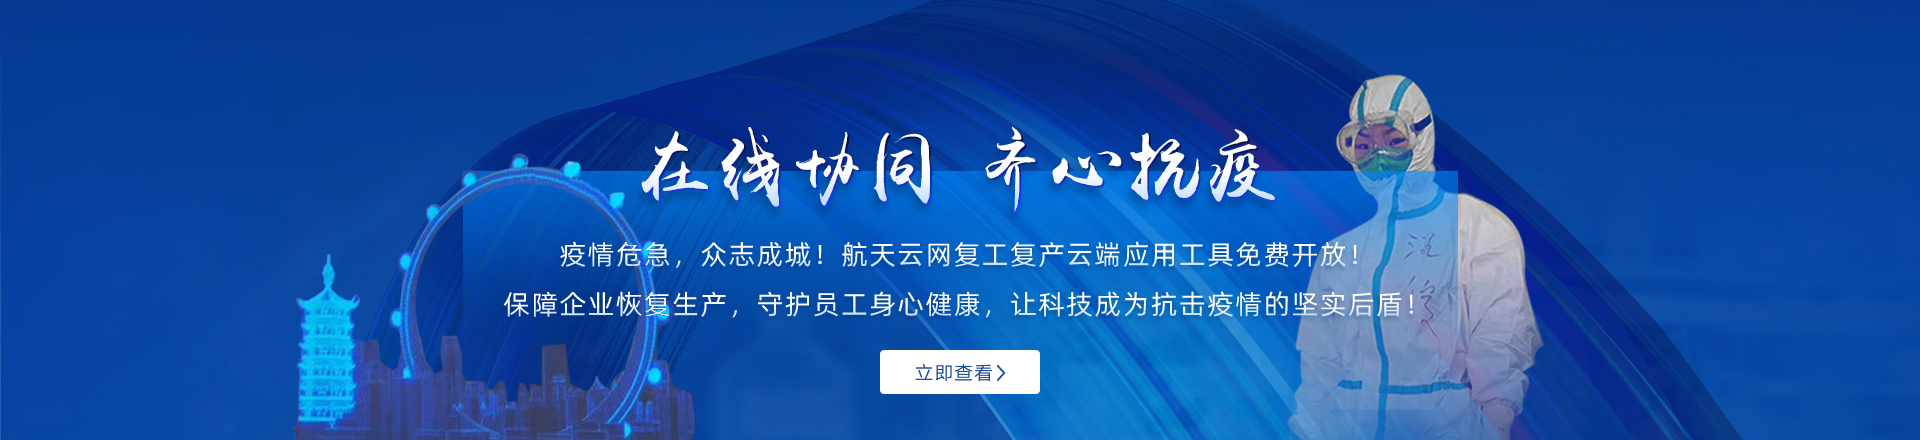 在线协同 齐心抗疫
疫情危急，众志成城！航天云网复工复产云端应用工具免费开放！
保障企业恢复生产，守护员工身心健康，让科技成为抗击疫情的坚实后盾！
立即查看>